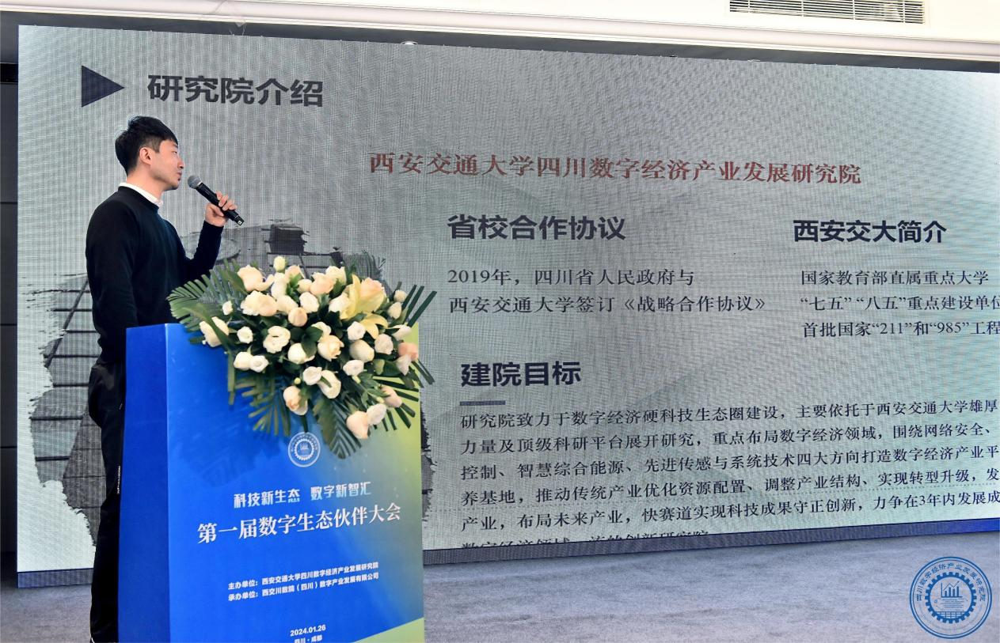 研究院介绍
西安交通大学四川数字经济产业发展研究院
省校合作协议
2019年，四川省人民政府与
西安交通大学签订《战略合作协议》
西安交大简介
国家教育部直属重点大学
“七五”“八五”重点建设单位
首批国家“211”和“985”工程
建院目标
研究院致力于数字经济硬科技生态圈建设，主要依托于西安交通大学雄厚
力量及顶级科研平台展开研究，重点布局数字经济领域，围绕网络安全、
控制、智慧综合能源、先进传感与系统技术四大方向打造数字经济产业平
养基地，推动传统产业优化资源配置、调整产业结构、实现转型升级，发
产业，布局未来产业，快赛道实现科技成果守正创新，力争在3年内发展成
科技新生态 数字新智汇
第一届数字生态伙伴大会
主办单位：西安交通大学四川数字经济产业发展研究院
承办单位：西交川数院（四川）数字产业发展有限公司
2024.01.26
四川·成都
四川数字经济产业发展研究院